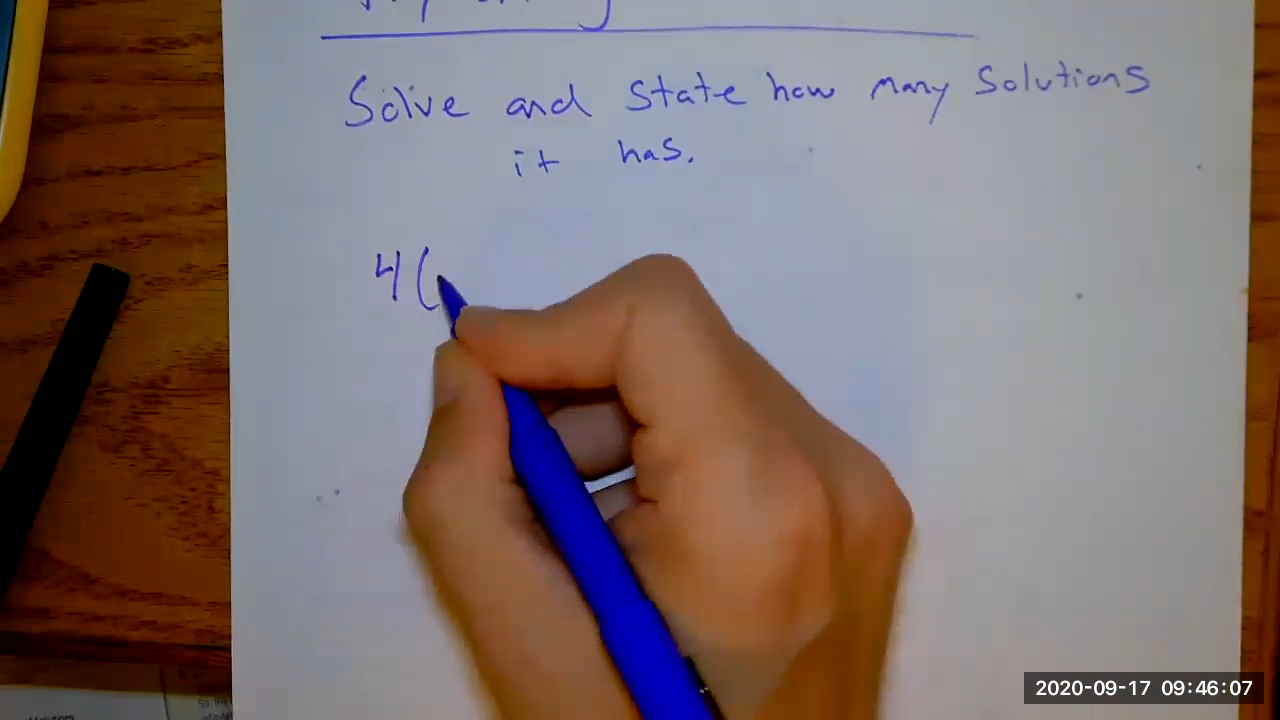 Solve and state how many solutions
it has.
4(
2020-09-17 09:46:07